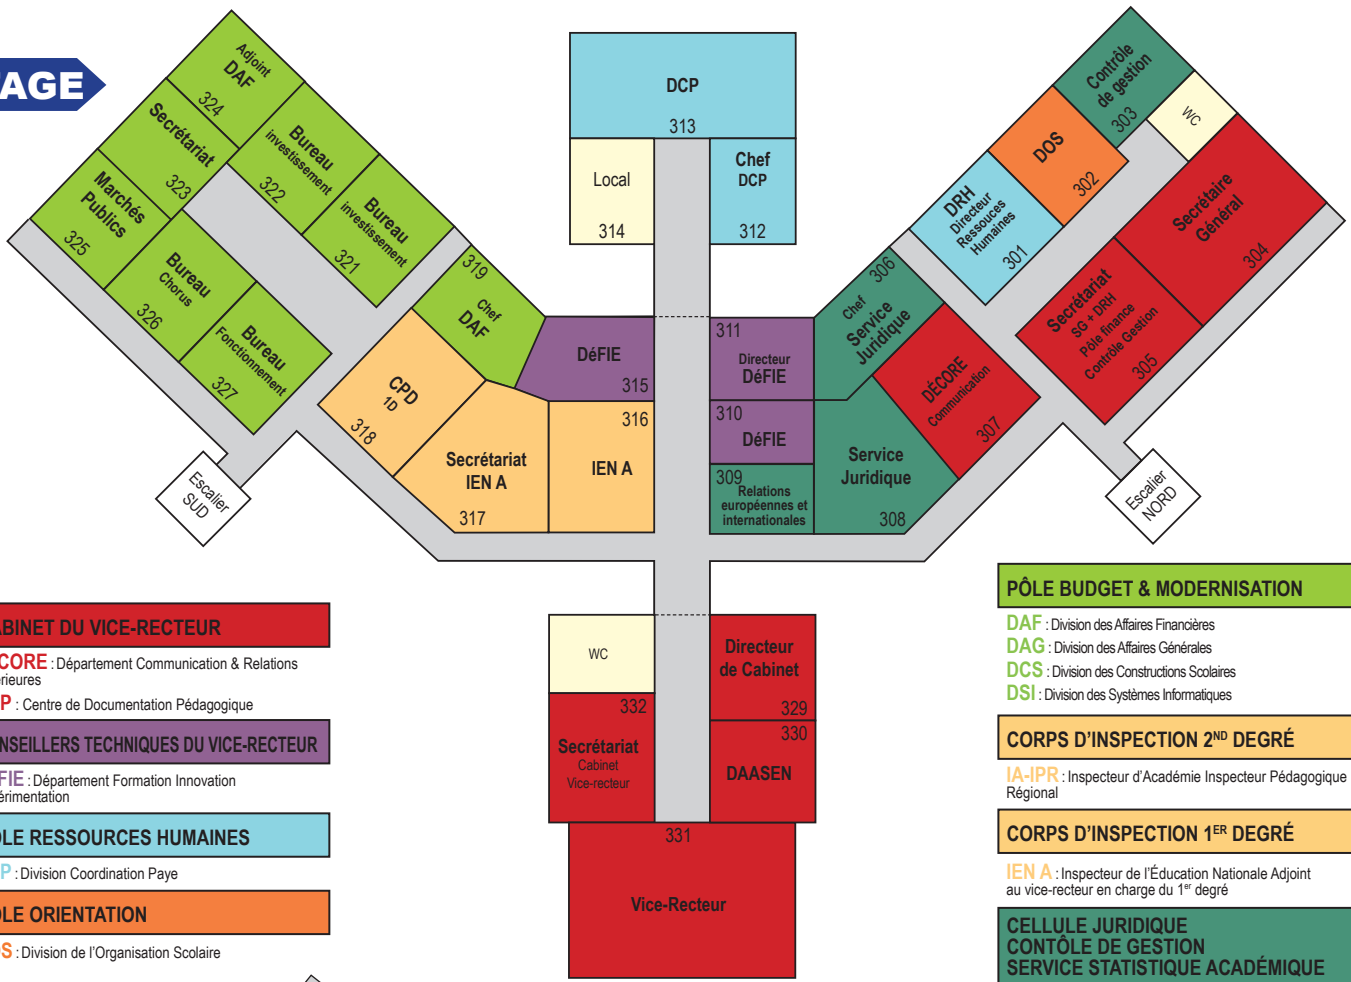 TAGE
Adjoint
DAF
324
Secrétariat
323
Marchés
Publics
325
Bureau
investissement
322
Bureau
investissement
321
Bureau
Chorus
326
Bureau
Fonctionnement
327
319
Chef
DAF
CPD
1D
318
Secrétariat
IEN A
317
316
IEN A
DéFIE
315
Escalier
SUD
DCP
313
Local
314
Chef
DCP
312
311
Directeur
DéFIE
310
DéFIE
309
Relations
européennes et
internationales
306
Chef
Service
Juridique
Service
Juridique
308
DÉCORE
Communication
307
DRH
Directeur
Ressouces
Humaines
301
DOS
302
Contrôle
de gestion
303
WC
Secrétaire
Général
304
Secrétariat
SG + DRH
Pôle finance
Contrôle Gestion
305
Escalier
NORD
WC
332
Secrétariat
Cabinet
Vice-recteur
Directeur
de Cabinet
329
330
DAASEN
331
Vice-Recteur
ABINET DU VICE-RECTEUR
CORE : Département Communication & Relations
érieures
P : Centre de Documentation Pédagogique
NSEILLERS TECHNIQUES DU VICE-RECTEUR
FIE : Département Formation Innovation
érimentation
LE RESSOURCES HUMAINES
P : Division Coordination Paye
LE ORIENTATION
S : Division de l'Organisation Scolaire
PÔLE BUDGET & MODERNISATION
DAF : Division des Affaires Financières
DAG : Division des Affaires Générales
DCS : Division des Constructions Scolaires
DSI : Division des Systèmes Informatiques
CORPS D'INSPECTION 2ND DEGRÉ
IA-IPR : Inspecteur d'Académie Inspecteur Pédagogique
Régional
CORPS D'INSPECTION 1ER DEGRÉ
IEN A : Inspecteur de l'Éducation Nationale Adjoint
au vice-recteur en charge du 1er degré
CELLULE JURIDIQUE
CONTÔLE DE GESTION
SERVICE STATISTIQUE ACADÉMIQUE